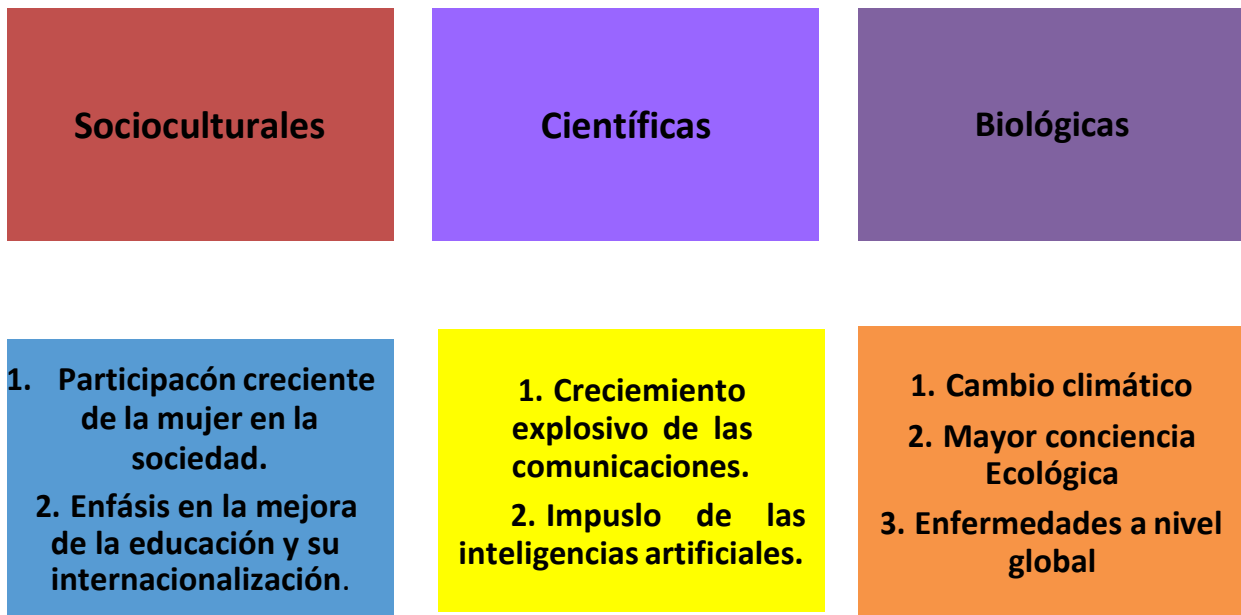 Socioculturales
Científicas
Biológicas
1. Participacón creciente
de la mujer en la
sociedad.
2. Enfásis en la mejora
de la educación y su
internacionalización.
1. Creciemiento
explosivo de las
comunicaciones.
2. Impuslo de las
inteligencias artificiales.
1. Cambio climático
2. Mayor conciencia
Ecológica
3. Enfermedades a nivel
global